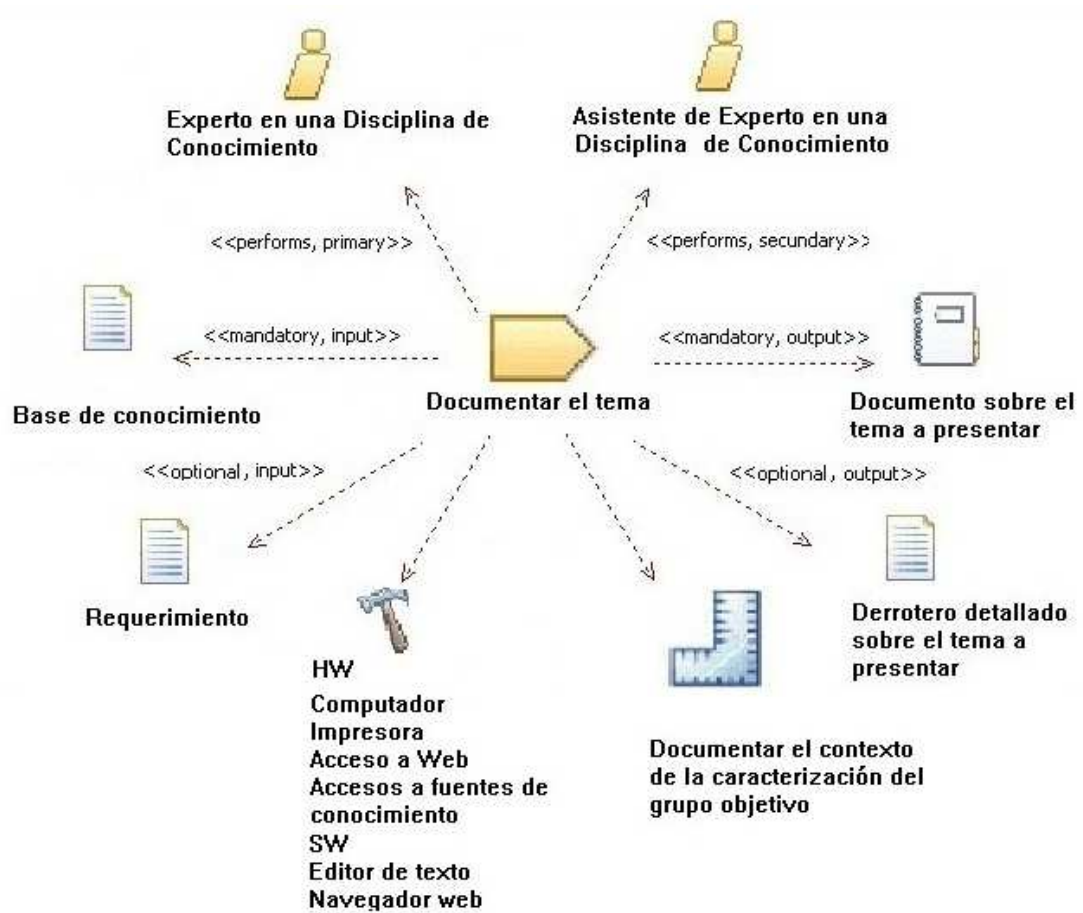 Experto en una Disciplina de
Conocimiento
Asistente de Experto en una
Disciplina de Conocimiento
<<performs, primary>>
<<performs, secundary>>
<<mandatory, input>>
<<mandatory, output>>
Base de conocimiento
Documentar el tema
Documento sobre el
tema a presentar
<<optional, input>>
<<optional, output>>
Requerimiento
Derrotero detallado
sobre el tema a
presentar
HW
Computador
Impresora
Acceso a Web
Accesos a fuentes de
conocimiento
SW
Editor de texto
Navegador web
Documentar el contexto
de la caracterización del
grupo objetivo